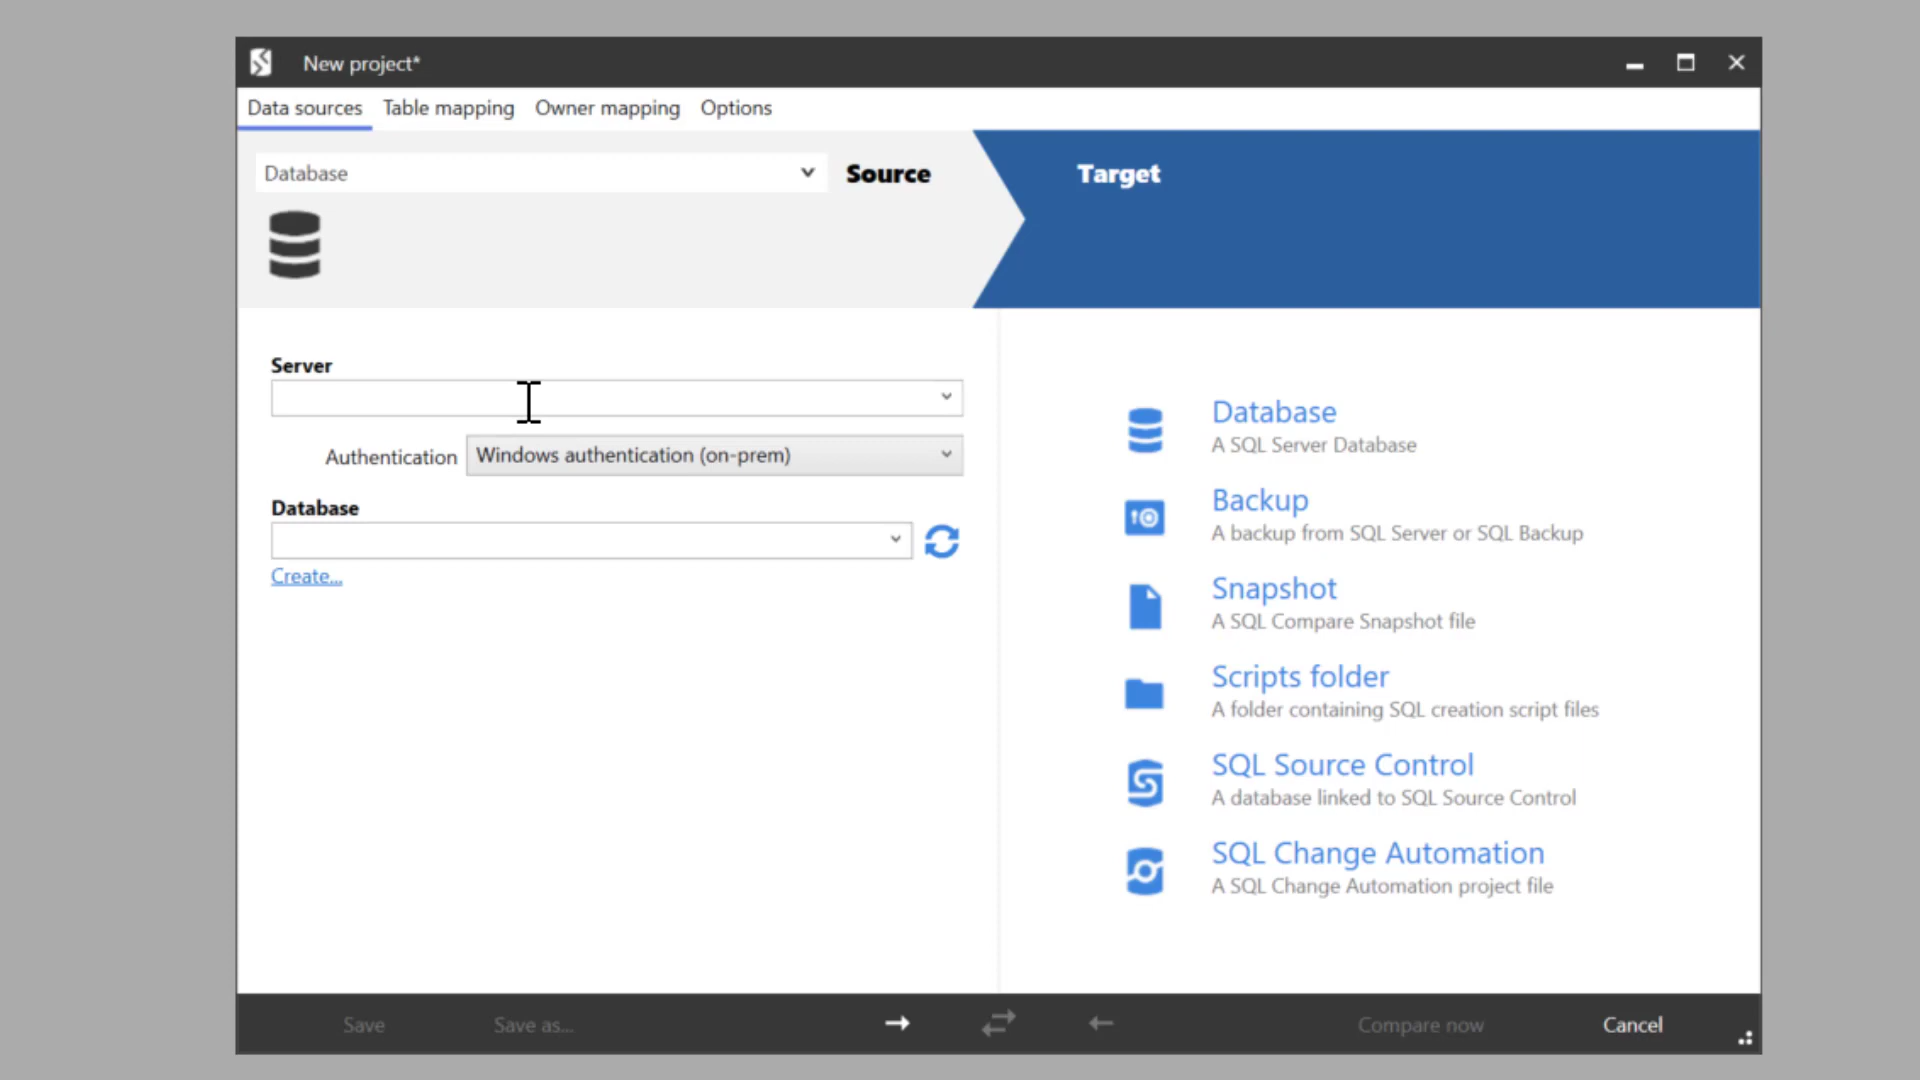 New project*
Data sources Table mapping Owner mapping Options
Database
Source
Target
Server
Authentication Windows authentication (on-prem)
Database
Create...
Database
A SQL Server Database
Backup
A backup from SQL Server or SQL Backup
Snapshot
A SQL Compare Snapshot file
Scripts folder
A folder containing SQL creation script files
SQL Source Control
A database linked to SQL Source Control
SQL Change Automation
A SQL Change Automation project file
Save Save as... Compare now Cancel